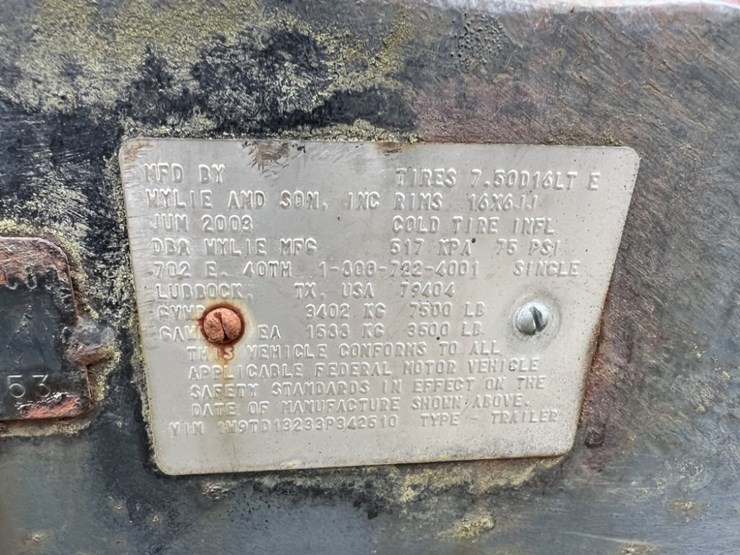 MFD BY TIRES 7.50D16LT E
WYLIE AND SON, INC RIMS 16X6JJ
JUN 2003 COLD TIRE INFL
DBA WYLIE MFG 517 KPA 75 PSI
702 E. 40TH 1-800-722-4001 SINGLE
LUBBOCK, TX. USA 79404
GVWR 3402 KG 7500 LB
GAWR EA 1533 KG 3500 LB
THIS VEHICLE CONFORMS TO ALL
APPLICABLE FEDERAL MOTOR VEHICLE
SAFETY STANDARDS IN EFFECT ON THE
DATE OF MANUFACTURE SHOWN ABOVE.
VIN 1H9TD13233P342510 TYPE - TRAILER
53